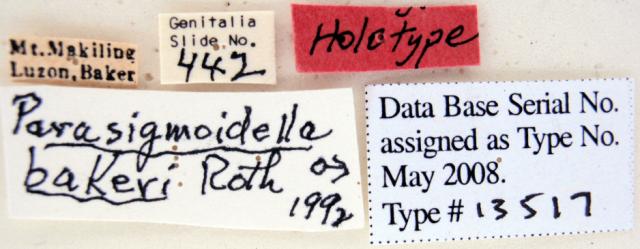 Mt. Makiling
Luzon, Baker
Genitalia
Slide No.
442
Holotype
Parasigmoidella
bakeri Roth
1992
Data Base Serial No.
assigned as Type No.
May 2008.
Type # 13517